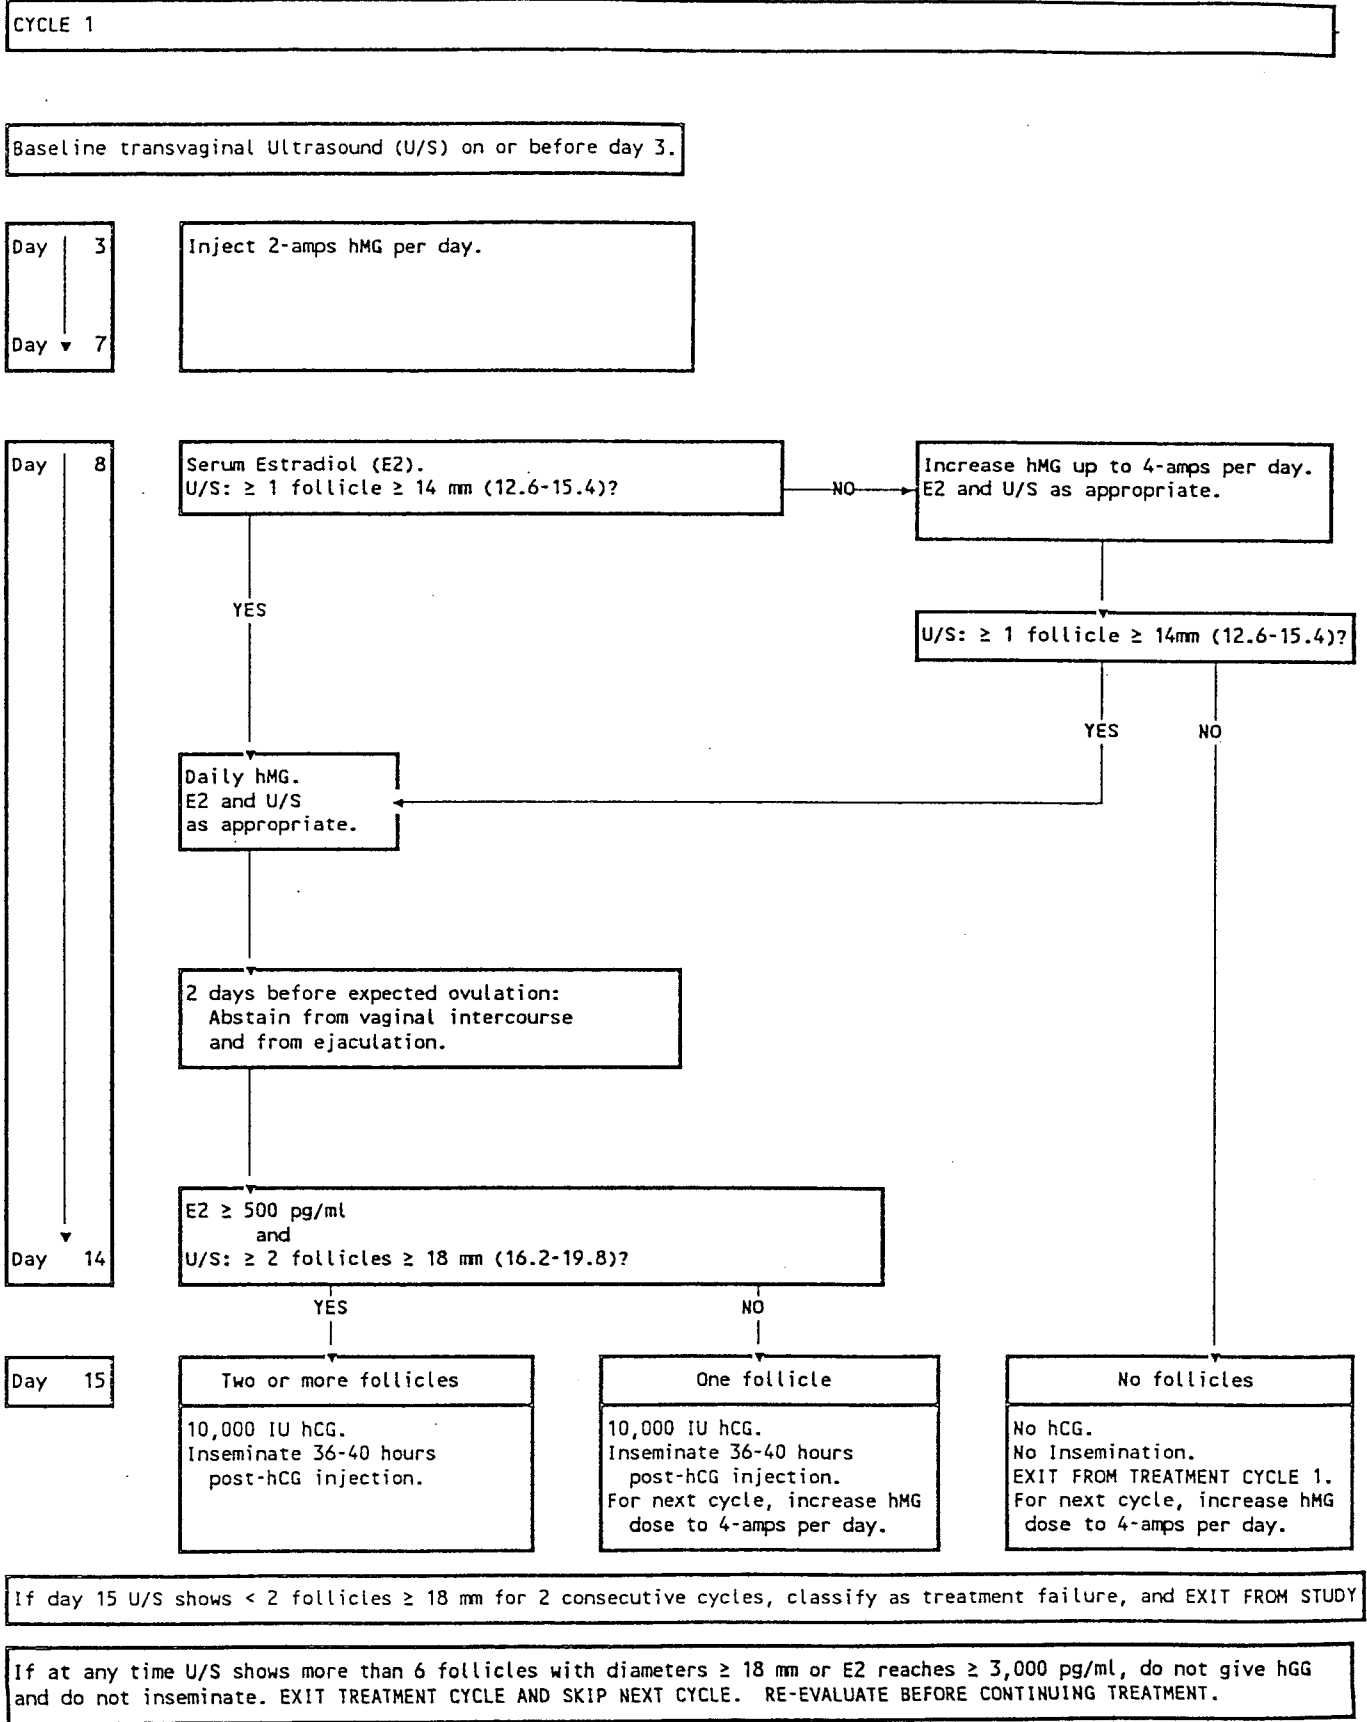 CYCLE 1
Baseline transvaginal Ultrasound (U/S) on or before day 3.
Day 3
Day 7
Inject 2-amps hMG per day.
Day 8
Serum Estradiol (E2).
U/S: ≥ 1 follicle ≥ 14 mm (12.6-15.4)?
NO
Increase hMG up to 4-amps per day.
E2 and U/S as appropriate.
YES
U/S: ≥ 1 follicle ≥ 14mm (12.6-15.4)?
YES
NO
Daily hMG.
E2 and U/S
as appropriate.
2 days before expected ovulation:
Abstain from vaginal intercourse
and from ejaculation.
E2 ≥ 500 pg/ml
and
U/S: ≥ 2 follicles ≥ 18 mm (16.2-19.8)?
Day 14
YES
NO
Day 15
Two or more follicles
10,000 IU hCG.
Inseminate 36-40 hours
post-hCG injection.
One follicle
10,000 IU hCG.
Inseminate 36-40 hours
post-hCG injection.
For next cycle, increase hMG
dose to 4-amps per day.
No follicles
No hCG.
No Insemination.
EXIT FROM TREATMENT CYCLE 1.
For next cycle, increase hMG
dose to 4-amps per day.
If day 15 U/S shows < 2 follicles ≥ 18 mm for 2 consecutive cycles, classify as treatment failure, and EXIT FROM STUDY
If at any time U/S shows more than 6 follicles with diameters ≥ 18 mm or E2 reaches ≥ 3,000 pg/ml, do not give hGG
and do not inseminate. EXIT TREATMENT CYCLE AND SKIP NEXT CYCLE. RE-EVALUATE BEFORE CONTINUING TREATMENT.